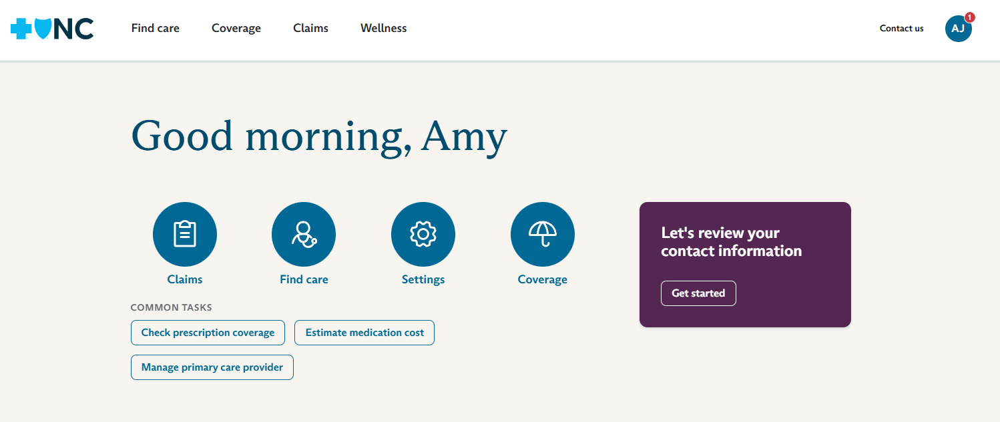 NC
Find care
Coverage
Claims
Wellness
Contact us
AJ
1
Good morning, Amy
Claims
Find care
Settings
Coverage
Let's review your
contact information
Get started
COMMON TASKS
Check prescription coverage
Estimate medication cost
Manage primary care provider